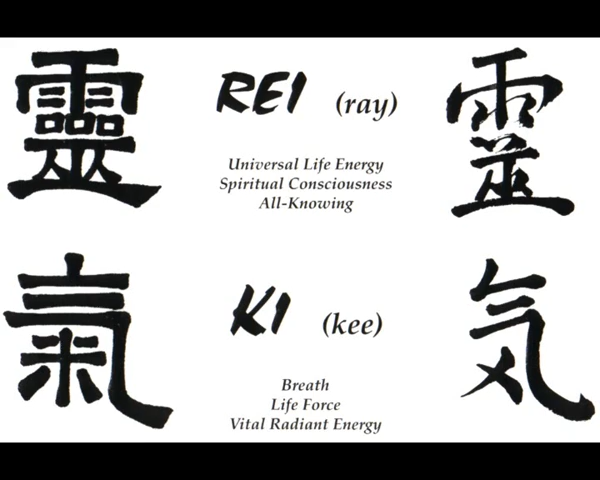 靈 REI (ray) 靈
Universal Life Energy
Spiritual Consciousness
All-Knowing
氣 KI (kee) 気
Breath
Life Force
Vital Radiant Energy